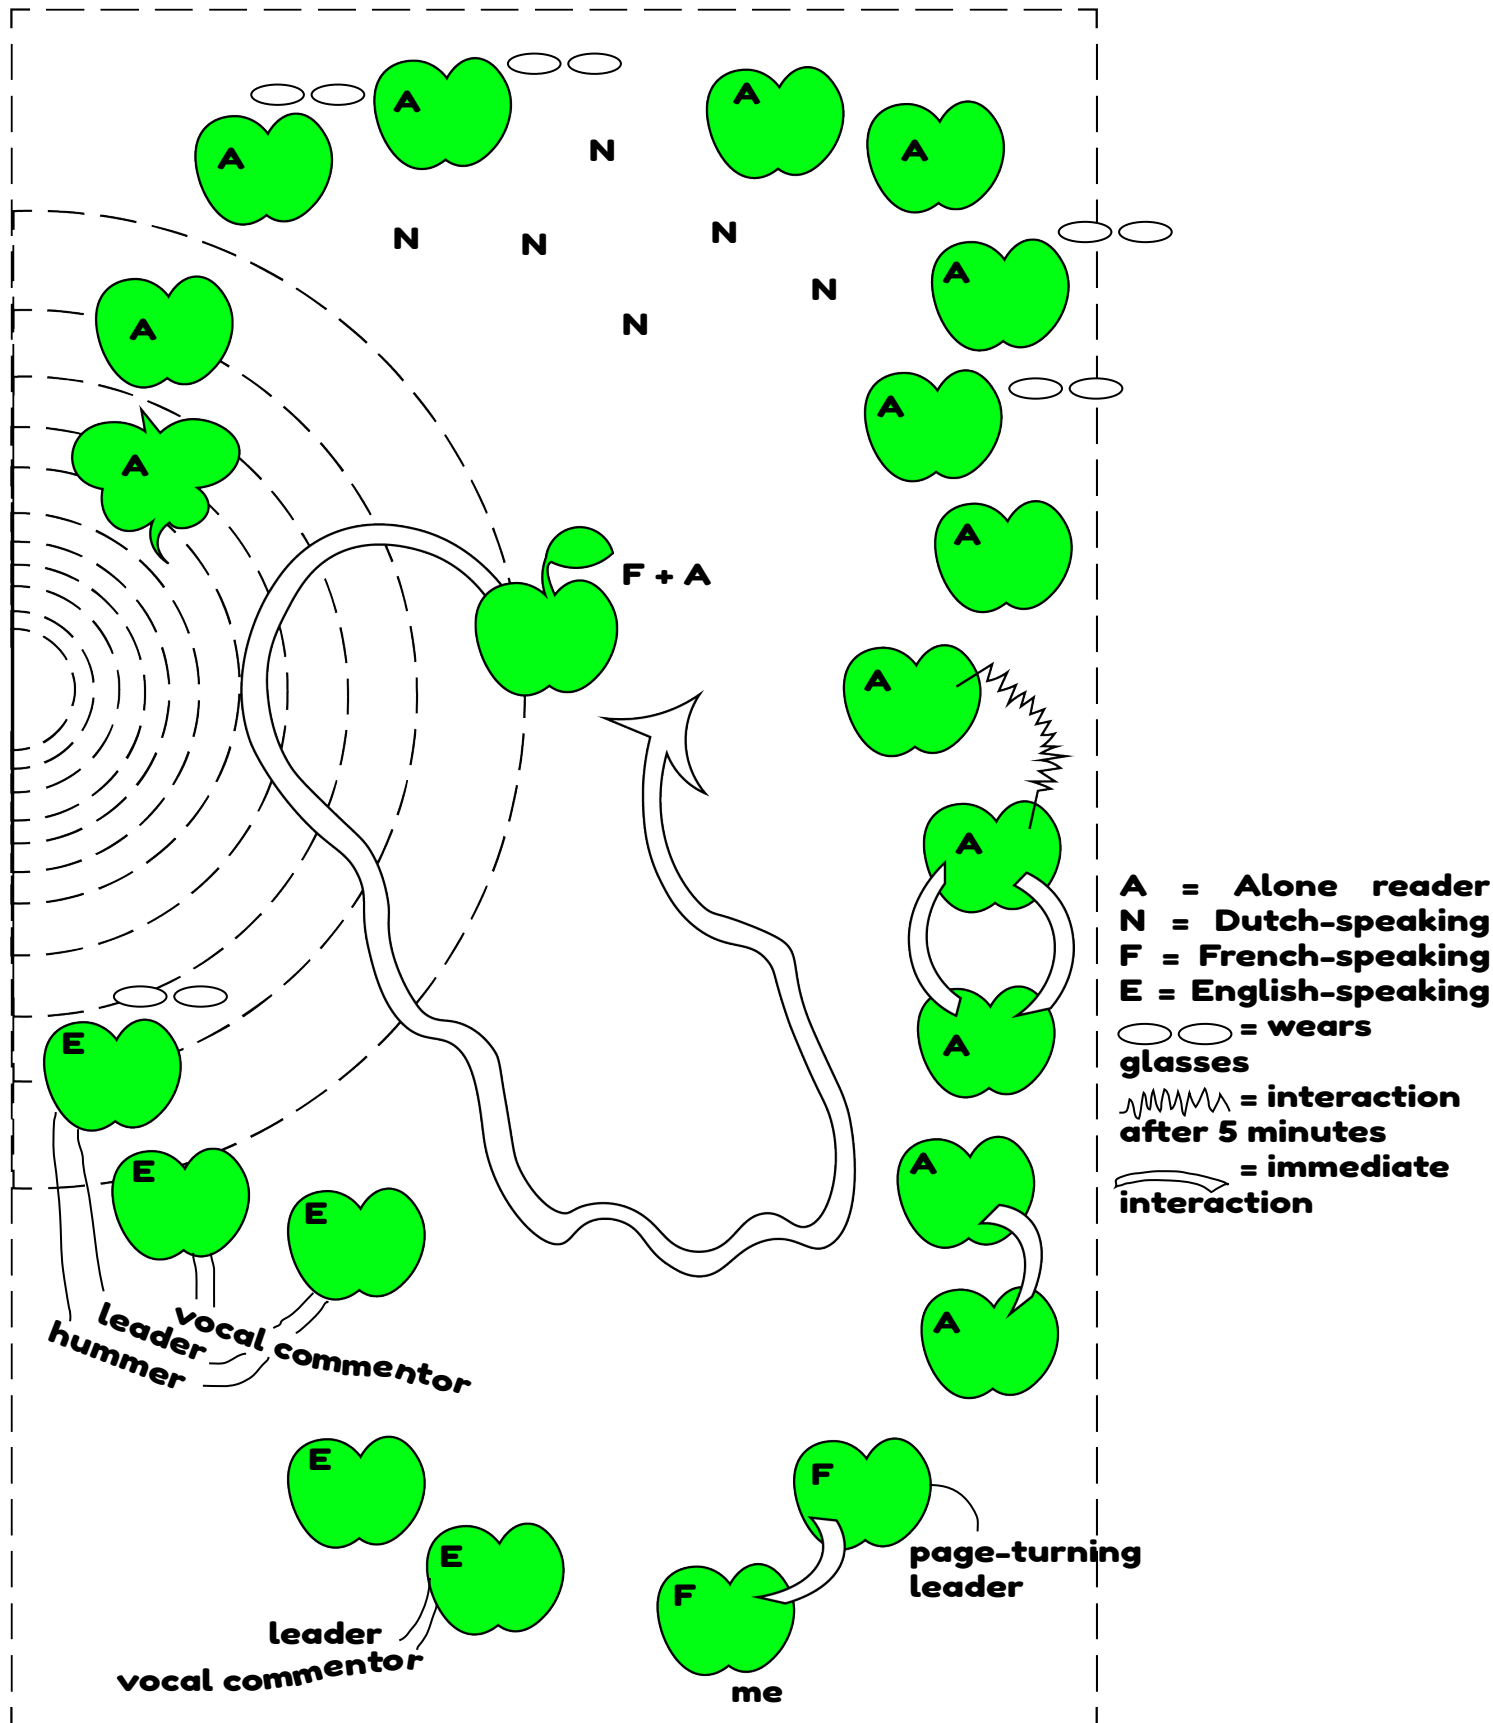 A
A
A
A
N
N
N
N
N
N
A
A
A
A
A
F + A
A
A
A
E
E
E
A
A
leader
vocal commentor
hummer
E
E
leader
vocal commentor
F
F
page-turning
leader
me
A = Alone reader
N = Dutch-speaking
F = French-speaking
E = English-speaking
= wears
glasses
= interaction
after 5 minutes
= immediate
interaction